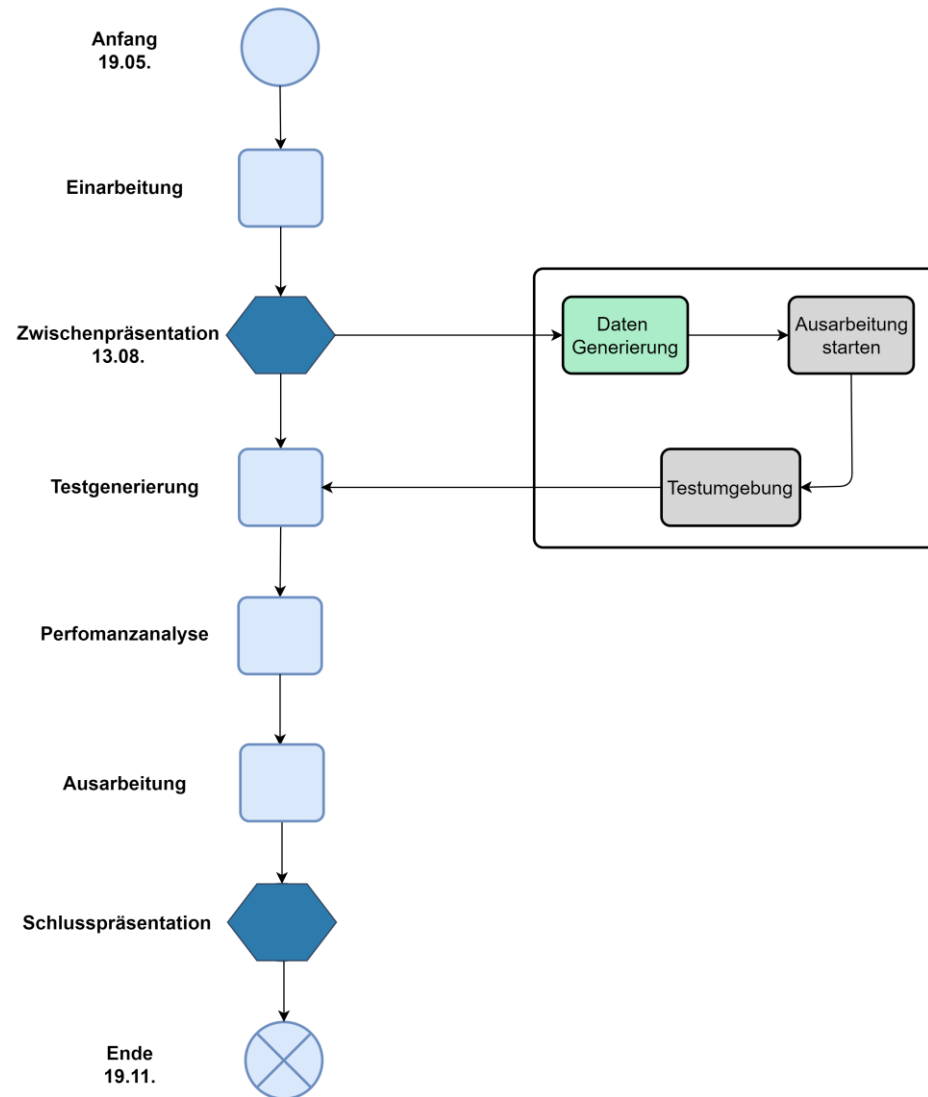 Anfang
19.05.
Einarbeitung
Zwischenpräsentation
13.08.
Daten
Generierung
Ausarbeitung
starten
Testgenerierung
Testumgebung
Perfomanzanalyse
Ausarbeitung
Schlusspräsentation
Ende
19.11.